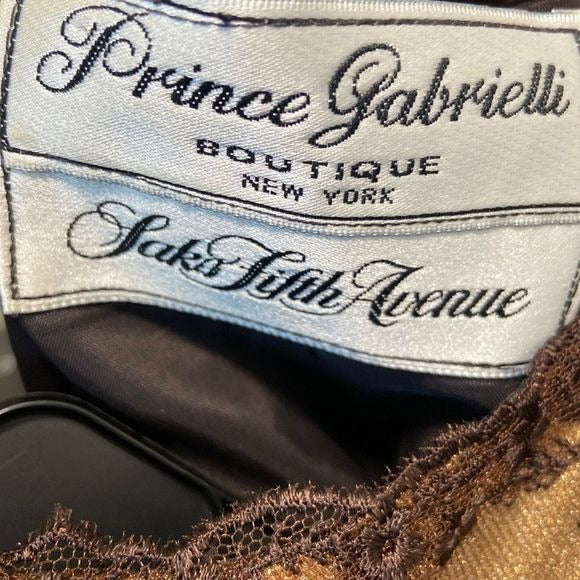 Prince Gabrielli
BOUTIQUE
NEW YORK
Saks Fifth Avenue